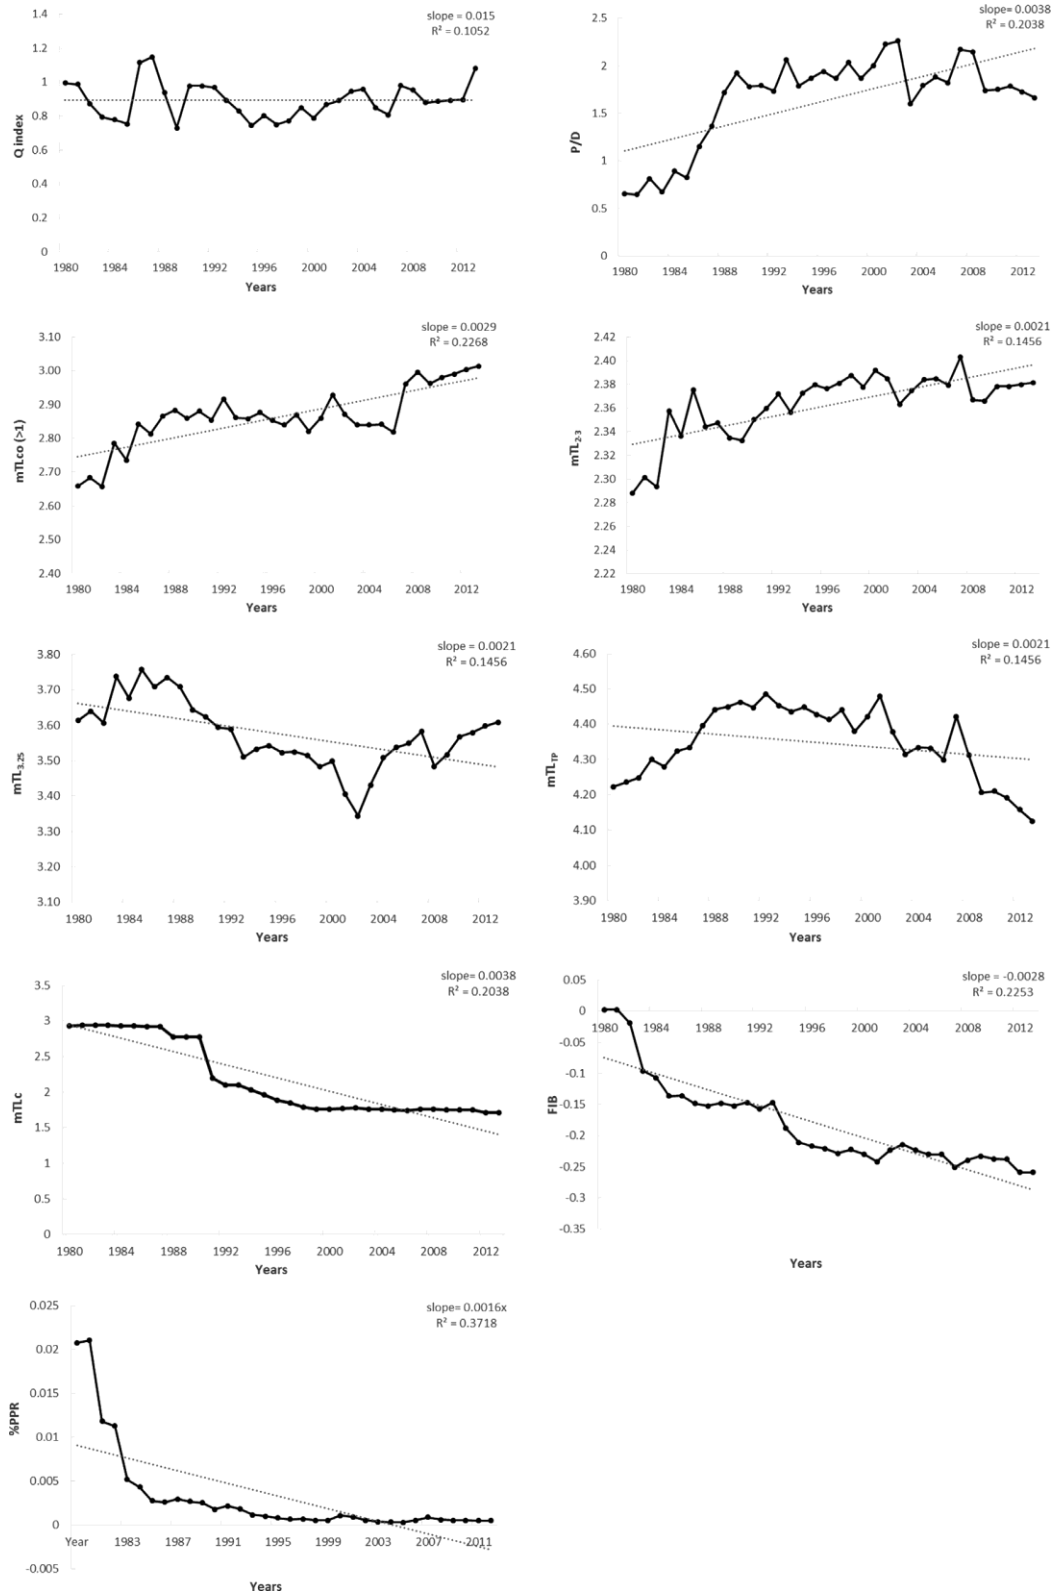 slope = 0.015
R² = 0.1052
1.4
1.2
1
0.8
0.6
0.4
0.2
0
Q index
1980 1984 1988 1992 1996 2000 2004 2008 2012
Years
slope= 0.0038
R² = 0.2038
2.5
2
1.5
1
0.5
0
P/D
1980 1984 1988 1992 1996 2000 2004 2008 2012
Years
slope = 0.0029
R² = 0.2268
3.10
3.00
2.90
2.80
2.70
2.60
2.50
2.40
mTLco (>1)
1980 1984 1988 1992 1996 2000 2004 2008 2012
Years
slope = 0.0021
R² = 0.1456
2.42
2.40
2.38
2.36
2.34
2.32
2.30
2.28
2.26
2.24
2.22
mTL2-3
1980 1984 1988 1992 1996 2000 2004 2008 2012
Years
slope = 0.0021
R² = 0.1456
3.80
3.70
3.60
3.50
3.40
3.30
3.20
3.10
mTL3.25
1980 1984 1988 1992 1996 2000 2004 2008 2012
Years
slope = 0.0021
R² = 0.1456
4.60
4.50
4.40
4.30
4.20
4.10
4.00
3.90
mTLTP
1980 1984 1988 1992 1996 2000 2004 2008 2012
Years
slope= 0.0038
R² = 0.2038
3.5
3
2.5
2
1.5
1
0.5
0
mTLc
1980 1984 1988 1992 1996 2000 2004 2008 2012
Years
slope= -0.0028
R² = 0.2253
0.05
0
-0.05
-0.1
-0.15
-0.2
-0.25
-0.3
-0.35
FIB
1980 1984 1988 1992 1996 2000 2004 2008 2012
Years
slope= 0.0016x
R² = 0.3718
0.025
0.02
0.015
0.01
0.005
0
-0.005
%PPR
Year 1983 1987 1991 1995 1999 2003 2007 2011
Years